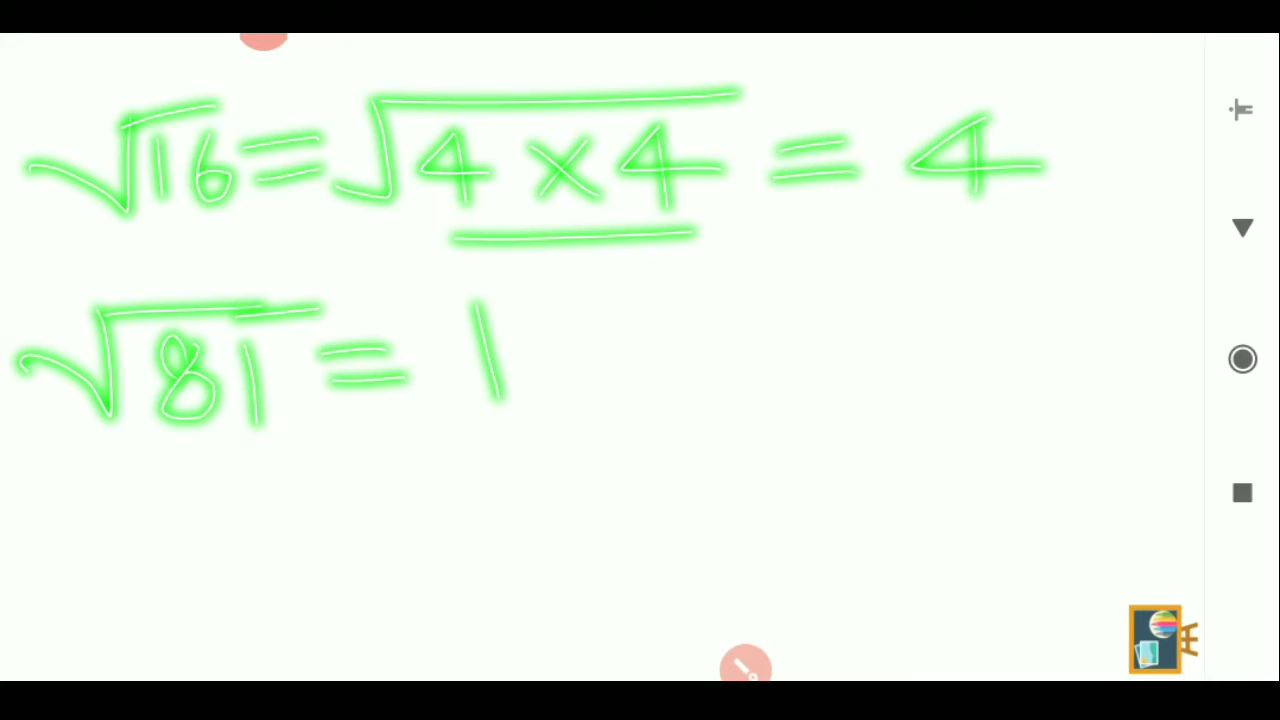 √16 = √4 × 4 = 4
√81 = 1